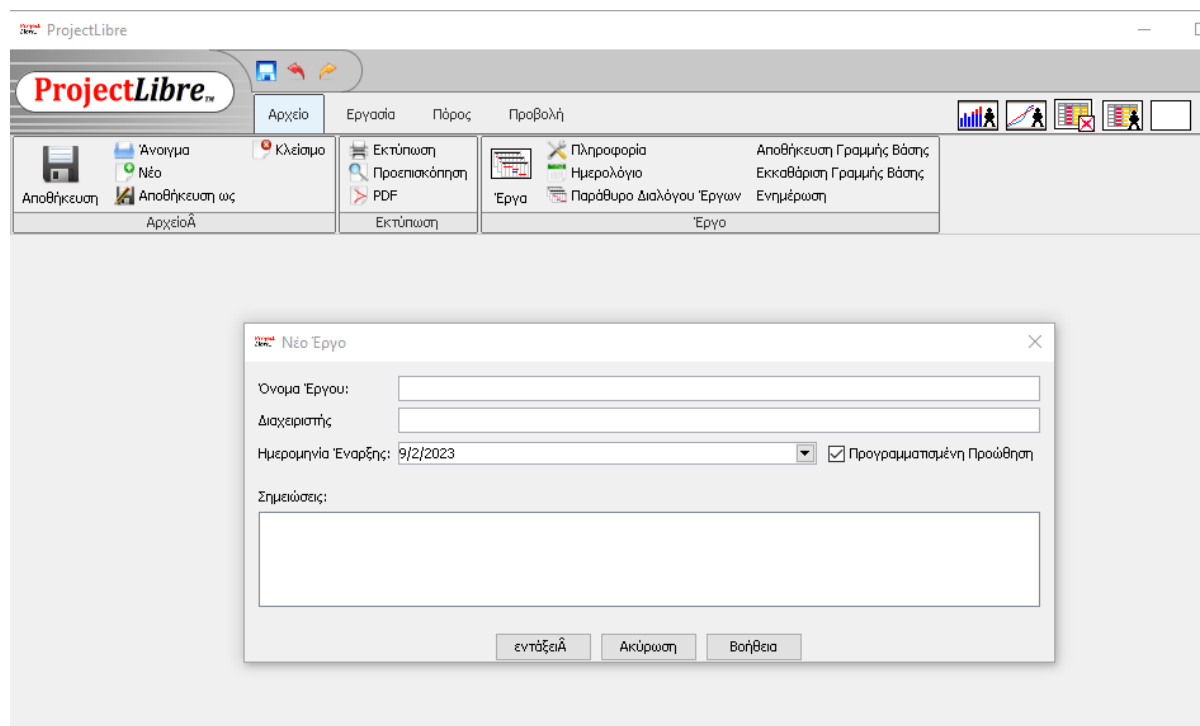 ProjectLibre
ProjectLibre™
Αρχείο Εργασία Πόρος Προβολή
Άνοιγμα Κλείσιμο Εκτύπωση Πληροφορία Αποθήκευση Γραμμής Βάσης
Νέο Προεπισκόπηση Ημερολόγιο Εκκαθάριση Γραμμής Βάσης
Αποθήκευση Αποθήκευση ως PDF Έργα Παράθυρο Διαλόγου Έργων Ενημέρωση
ΑρχείοÂ Εκτύπωση Έργο
Νέο Έργο
Όνομα Έργου:
Διαχειριστής
Ημερομηνία Έναρξης: 9/2/2023 Προγραμματισμένη Προώθηση
Σημειώσεις:
εντάξειÂ Ακύρωση Βοήθεια